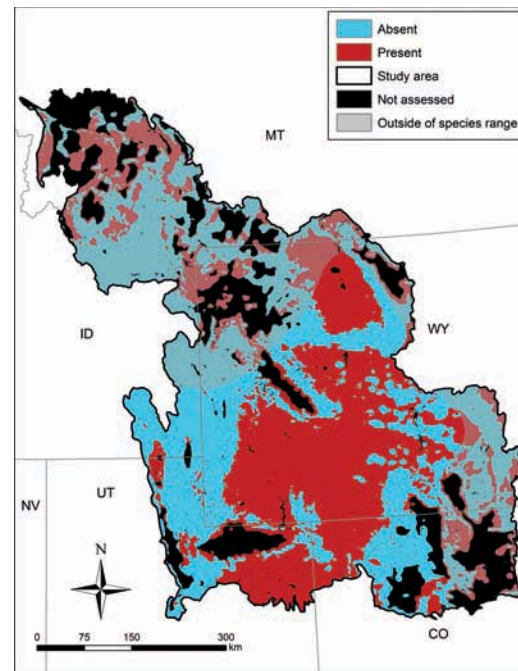 Absent
Present
Study area
Not assessed
Outside of species range
MT
ID
WY
NV
UT
N
CO
0 75 150 300
km